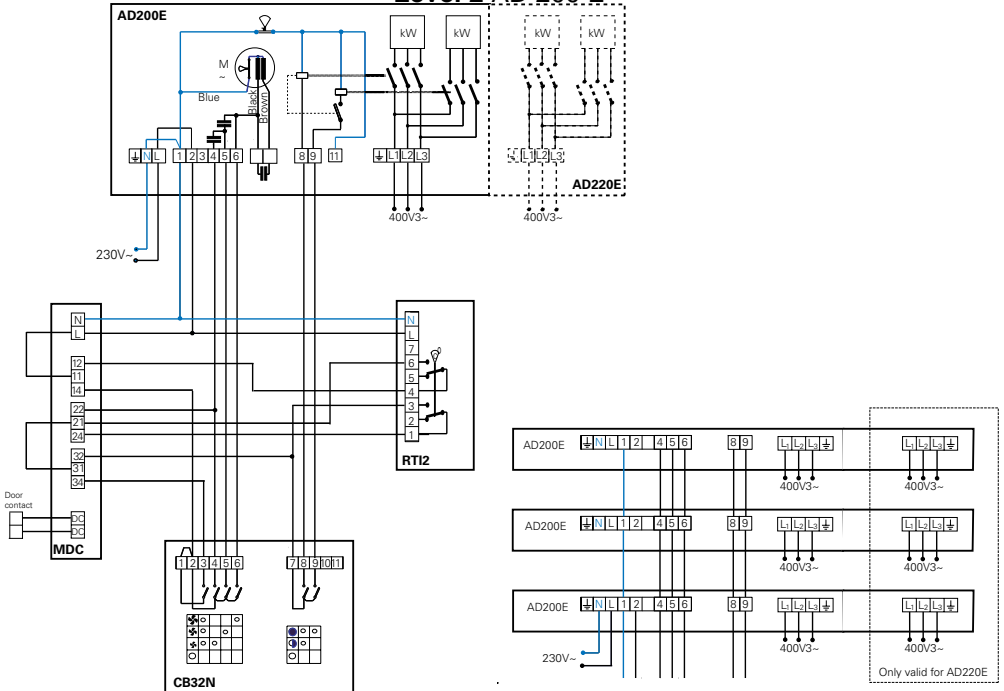 AD200E
kW
kW
kW
kW
M
~
Blue
Black
Brown
N L 1 2 3 4 5 6 8 9 11 L1 L2 L3 L1 L2 L3
AD220E
400V3~
400V3~
230V~
N
L
12
11
14
22
21
24
32
31
34
DC
DC
MDC
Door
contact
N
L
7
6
5
4
3
2
1
0
RTI2
1 2 3 4 5 6 7 8 9 10 11
CB32N
AD200E N L 1 2 4 5 6 8 9 L1 L2 L3 L1 L2 L3
400V3~ 400V3~
AD200E N L 1 2 4 5 6 8 9 L1 L2 L3 L1 L2 L3
400V3~ 400V3~
AD200E N L 1 2 4 5 6 8 9 L1 L2 L3 L1 L2 L3
400V3~ 400V3~
230V~
Only valid for AD220E